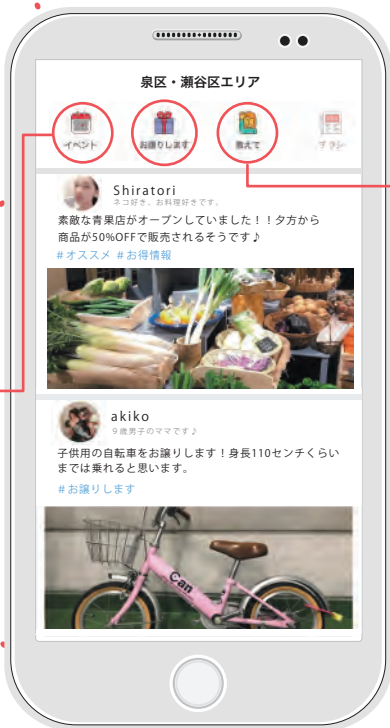 泉区・瀬谷区エリア
イベント
お譲りします
教えて
チラシ
Shiratori
ネコ好き、お料理好きです。
素敵な青果店がオープンしていました！！夕方から
商品が50%OFFで販売されるそうです♪
#オススメ #お得情報
akiko
9歳男子のママです♪
子供用の自転車をお譲りします！身長110センチくらい
までは乗れると思います。
#お譲りします
Can